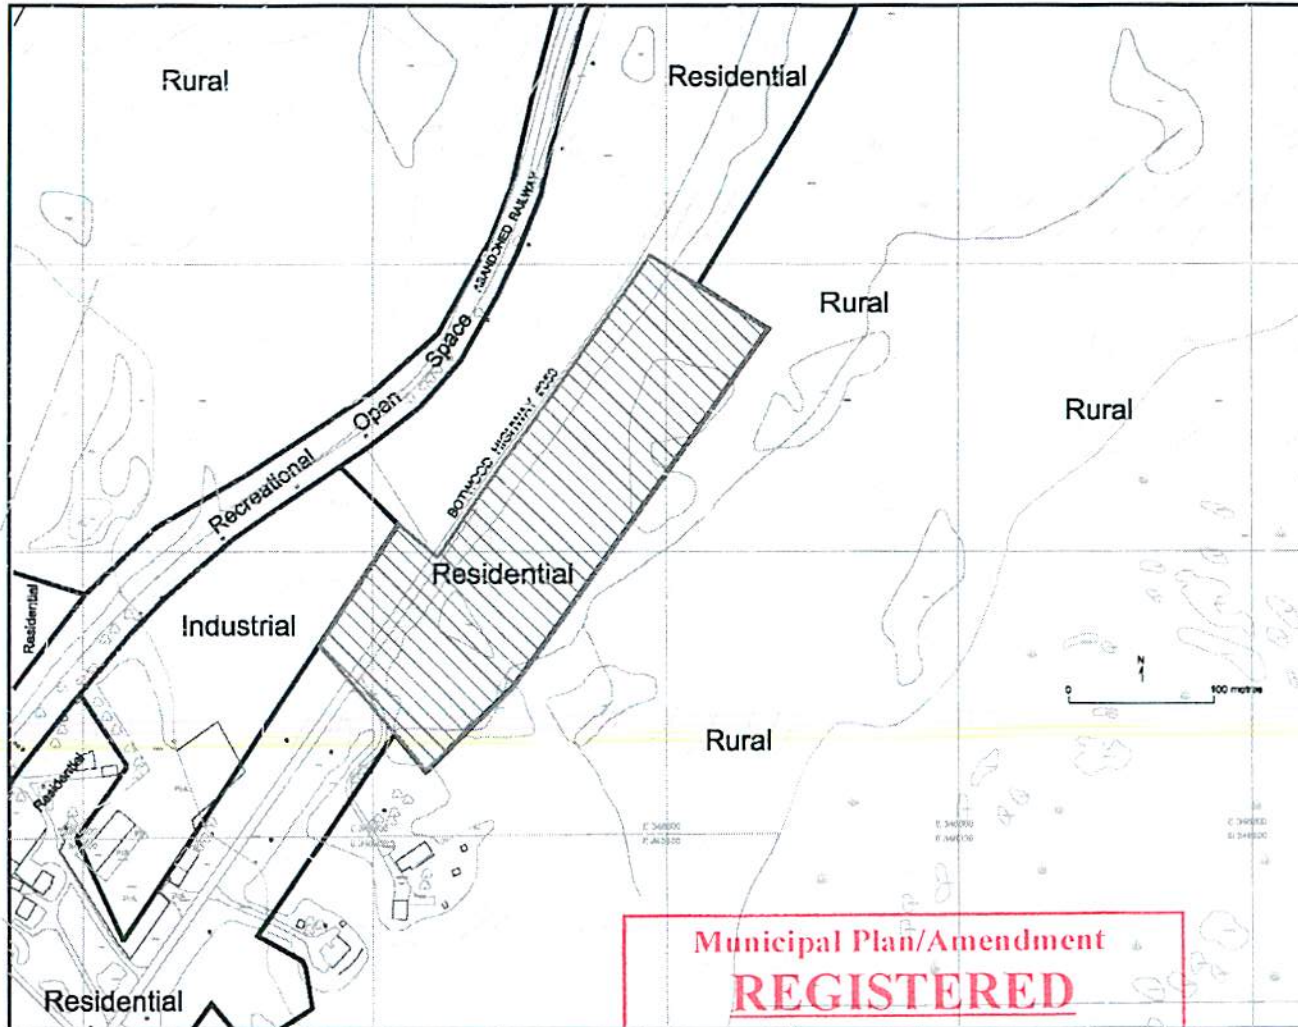 Rural
Residential
ABANDONED RAILWAY
Rural
Space
Open
Recreational
BOTWOOD HIGHWAY #350
Rural
Residential
Residential
Industrial
N
0 100 metres
Rural
Residential
Municipal Plan/Amendment
REGISTERED
Residential